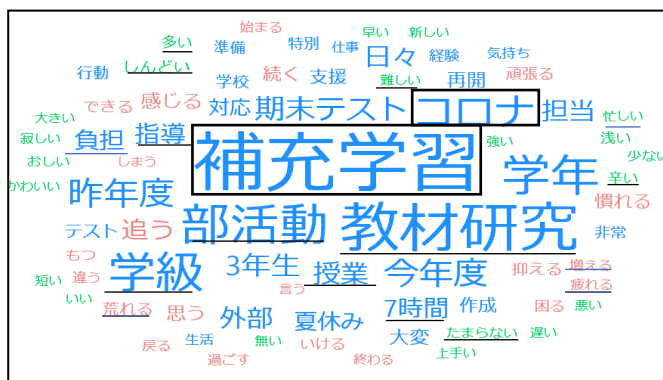 始まる 早い 新しい
多い 準備 特別 仕事 日々 経験 気持ち
行動 しんどい 学校 続く 支援 難しい 再開 頑張る
大きい できる 感じる 対応 期末テスト コロナ 担当 忙しい
寂しい 負担 指導 強い 浅い
おしい しまう 補充学習 学年 少ない
かわいい 昨年度 辛い 慣れる
テスト 追う 部活動 教材研究 非常
もつ 学級 3年生 授業 今年度 抑える 増える
短い 違う 言う 疲れる
いい 荒れる 思う 外部 夏休み 7時間 作成 困る 悪い
戻る 生活 無い いける 大変 たまらない 遅い
過ごす 終わる 上手い